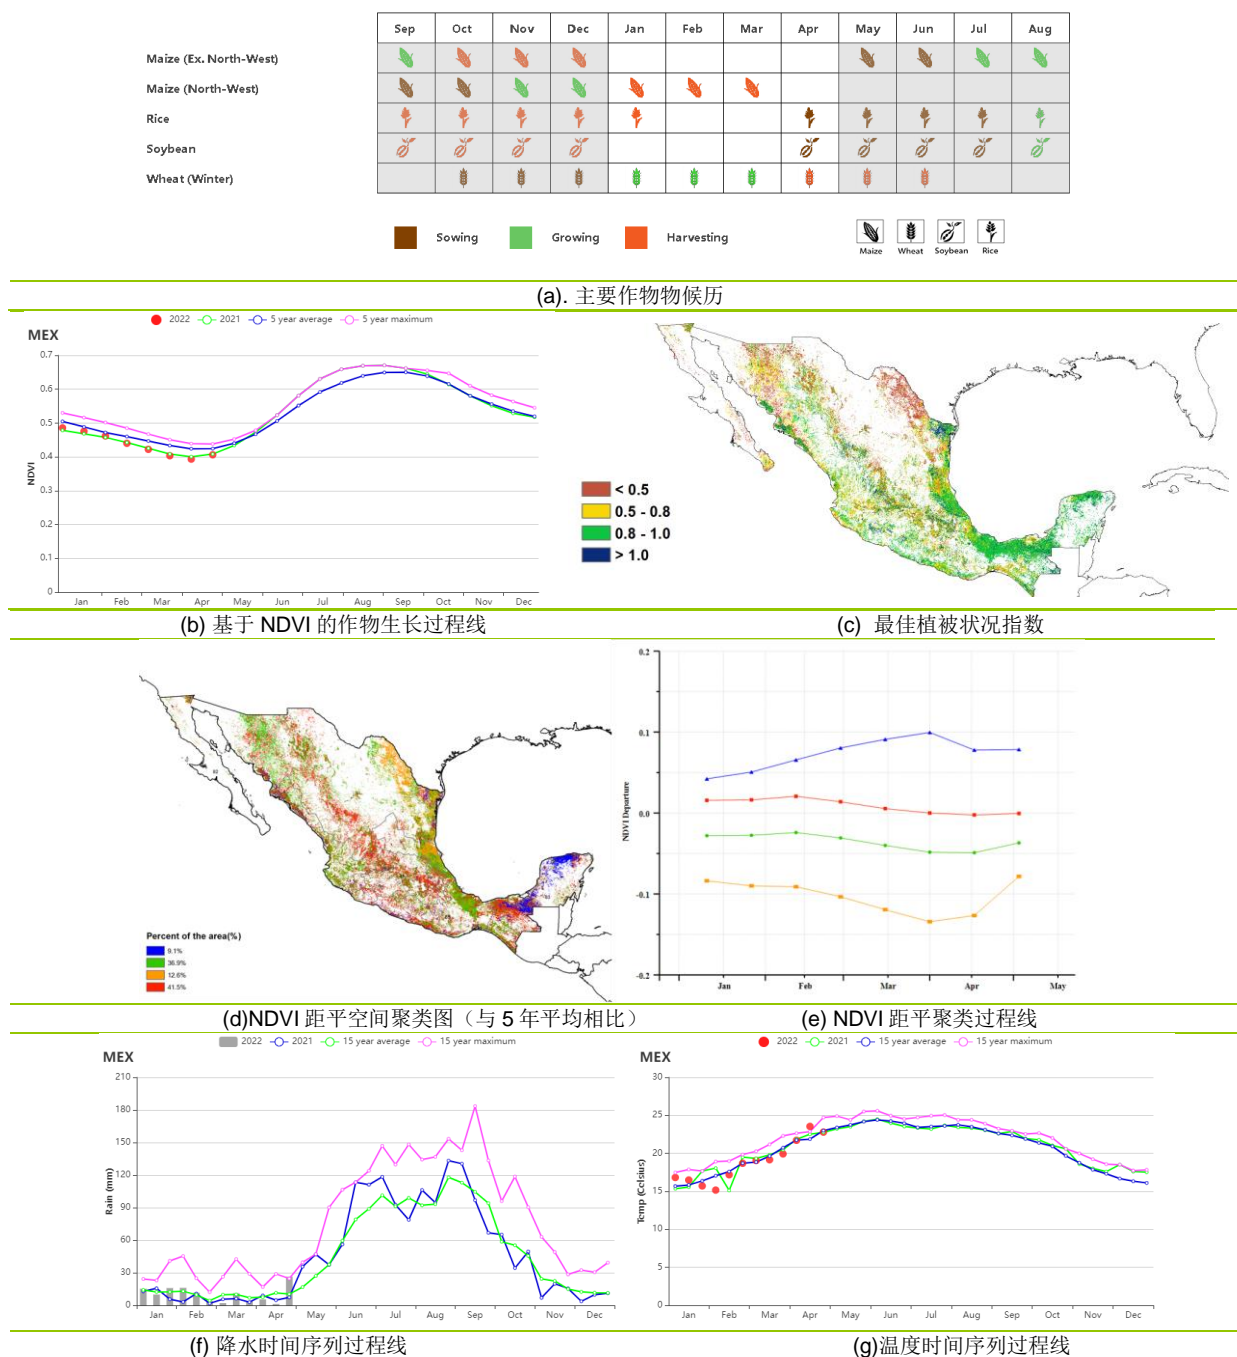 Sep Oct Nov Dec Jan Feb Mar Apr May Jun Jul Aug
Maize (Ex. North-West)
Maize (North-West)
Rice
Soybean
Wheat (Winter)
Sowing Growing Harvesting
Maize Wheat Soybean Rice
(a). 主要作物物候历
2022 2021 5 year average 5 year maximum
MEX
0.7
0.6
0.5
0.4
0.3
0.2
0.1
0
NDVI
Jan Feb Mar Apr May Jun Jul Aug Sep Oct Nov Dec
< 0.5
0.5 - 0.8
0.8 - 1.0
> 1.0
(b) 基于 NDVI 的作物生长过程线
(c) 最佳植被状况指数
Percent of the area(%)
9.1%
36.9%
12.6%
41.5%
0.2
0.1
0.0
-0.1
-0.2
NDVI Departure
Jan Feb Mar Apr May
(d)NDVI 距平空间聚类图（与 5 年平均相比）
(e) NDVI 距平聚类过程线
2022 2021 15 year average 15 year maximum
MEX
210
180
150
120
90
60
30
0
Rain (mm)
Jan Feb Mar Apr May Jun Jul Aug Sep Oct Nov Dec
2022 2021 15 year average 15 year maximum
MEX
30
25
20
15
10
5
0
Temp (Celsius)
Jan Feb Mar Apr May Jun Jul Aug Sep Oct Nov Dec
(f) 降水时间序列过程线
(g)温度时间序列过程线